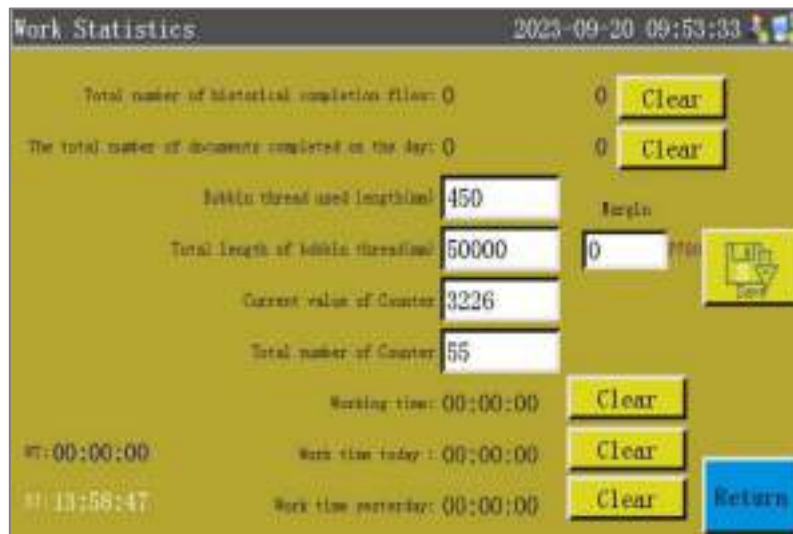 Work Statistics 2023-09-20 09:53:33
Total number of historical completion files: 0 0 Clear
The total number of documents completed on the day: 0 0 Clear
Bobbin thread used length(mm) 450
Margin
Total length of bobbin thread(mm) 50000 0
Save
Current value of Counter 3226
Total number of Counter 55
Working time: 00:00:00 Clear
WT: 00:00:00 Work time today : 00:00:00 Clear
13:58:47 Work time yesterday: 00:00:00 Clear Return